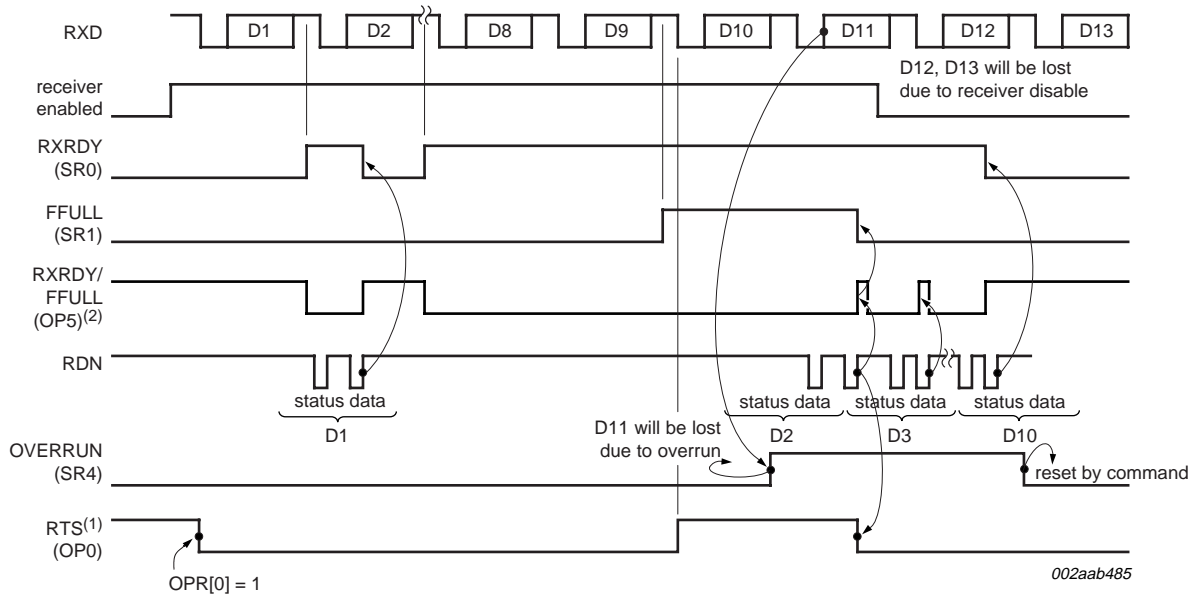 RXD
D1
D2
D8
D9
D10
D11
D12
D13
D12, D13 will be lost
due to receiver disable
receiver
enabled
RXRDY
(SR0)
FFULL
(SR1)
RXRDY/
FFULL
(OP5)(2)
RDN
status data
status data
status data
status data
D1
D2
D3
D10
D11 will be lost
due to overrun
OVERRUN
(SR4)
reset by command
RTS(1)
(OP0)
OPR[0] = 1
002aab485